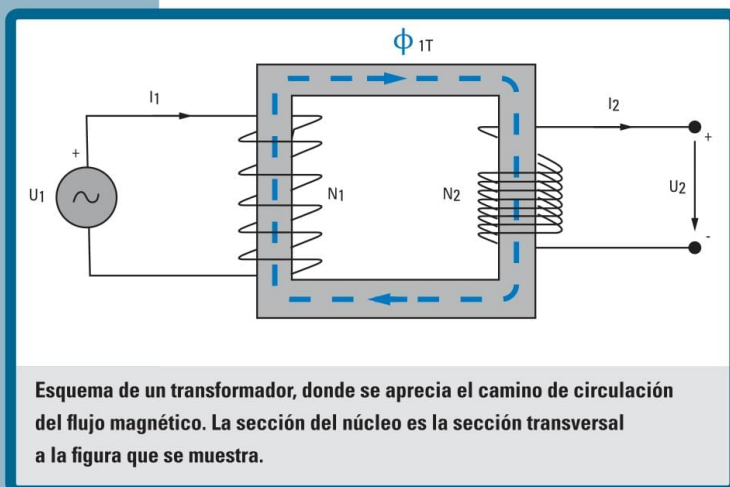 ϕ 1T
I1
I2
+
+
U1
N1
N2
U2
-
Esquema de un transformador, donde se aprecia el camino de circulación
del flujo magnético. La sección del núcleo es la sección transversal
a la figura que se muestra.